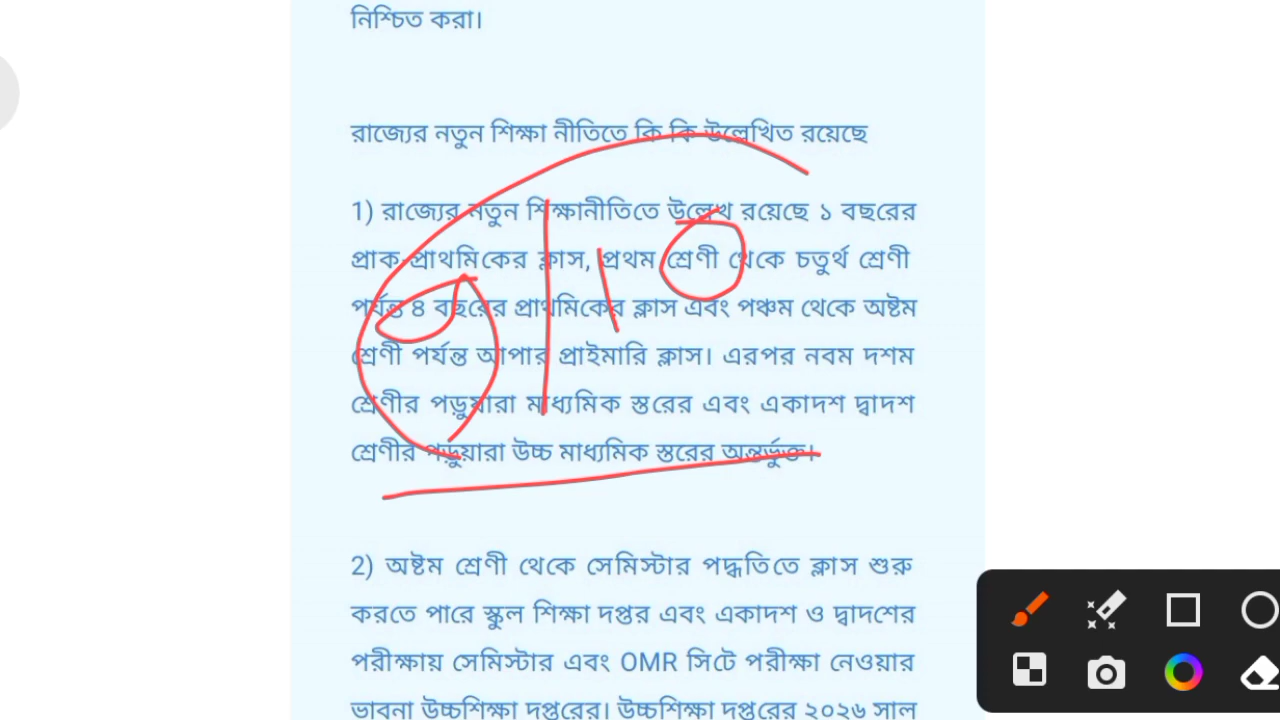 নিশ্চিত করা।
রাজ্যের নতুন শিক্ষা নীতিতে কি কি উল্লেখিত রয়েছে
1) রাজ্যের নতুন শিক্ষানীতিতে উল্লেখ রয়েছে ১ বছরের
প্রাক-প্রাথমিকের ক্লাস, প্রথম শ্রেণী থেকে চতুর্থ শ্রেণী
পর্যন্ত ৪ বছরের প্রাথমিকের ক্লাস এবং পঞ্চম থেকে অষ্টম
শ্রেণী পর্যন্ত আপার প্রাইমারি ক্লাস। এরপর নবম দশম
শ্রেণীর পড়ুয়ারা মাধ্যমিক স্তরের এবং একাদশ দ্বাদশ
শ্রেণীর পড়ুয়ারা উচ্চ মাধ্যমিক স্তরের অন্তর্ভুক্ত।
2) অষ্টম শ্রেণী থেকে সেমিস্টার পদ্ধতিতে ক্লাস শুরু
করতে পারে স্কুল শিক্ষা দপ্তর এবং একাদশ ও দ্বাদশের
পরীক্ষায় সেমিস্টার এবং OMR সিটে পরীক্ষা নেওয়ার
ভাবনা উচ্চশিক্ষা দপ্তরের। উচ্চশিক্ষা দপ্তরের ২০২৬ সাল